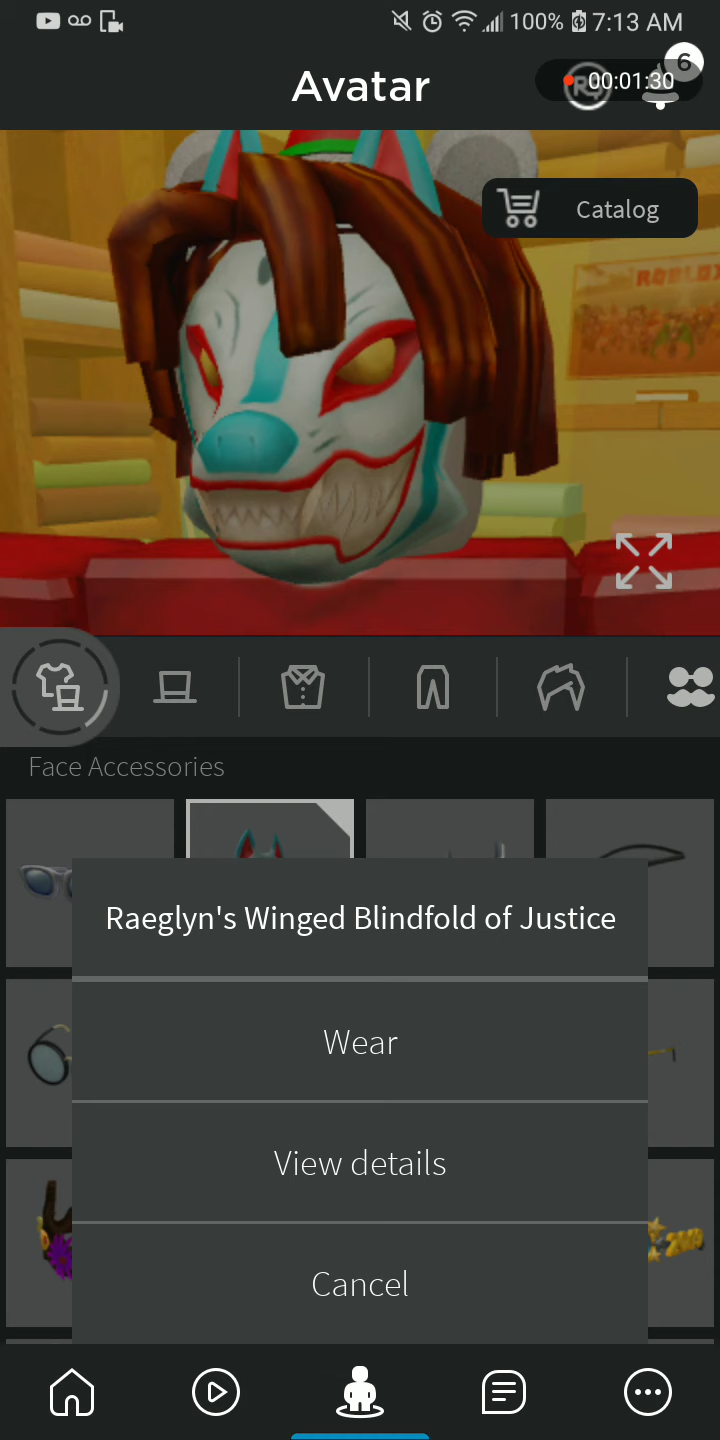 100% 7:13 AM
Avatar
6
00:01:30
Catalog
ROBLOX
Face Accessories
Raeglyn's Winged Blindfold of Justice
Wear
View details
Cancel
2019